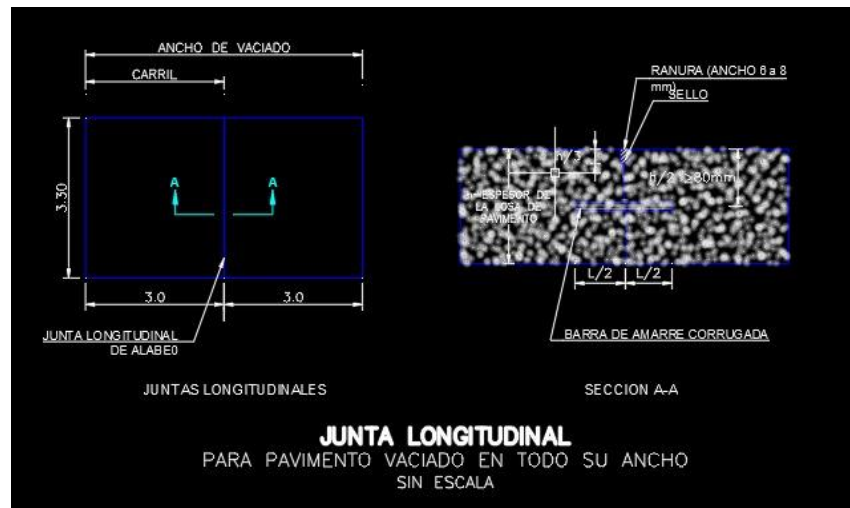 ANCHO DE VACIADO
CARRIL
3.30
A A
3.0 3.0
JUNTA LONGITUDINAL
DE ALABE0
JUNTAS LONGITUDINALES
RANURA (ANCHO 6 a 8
mm)
SELLO
h/3
h/2 (±80mm
ESPESOR DE
LA LOSA DE
PAVIMENTO
L/2 L/2
BARRA DE AMARRE CORRUGADA
SECCION A-A
JUNTA LONGITUDINAL
PARA PAVIMENTO VACIADO EN TODO SU ANCHO
SIN ESCALA